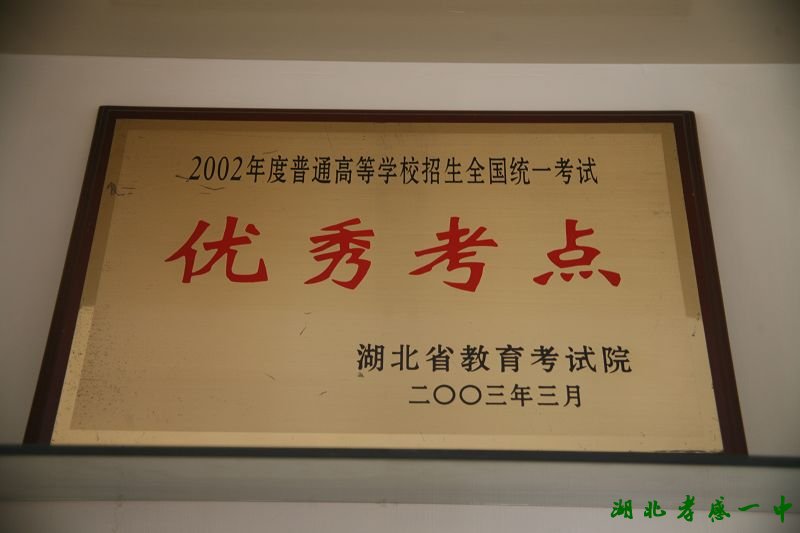 2002年度普通高等学校招生全国统一考试
优秀考点
湖北省教育考试院
二〇〇三年三月
湖北孝感一中